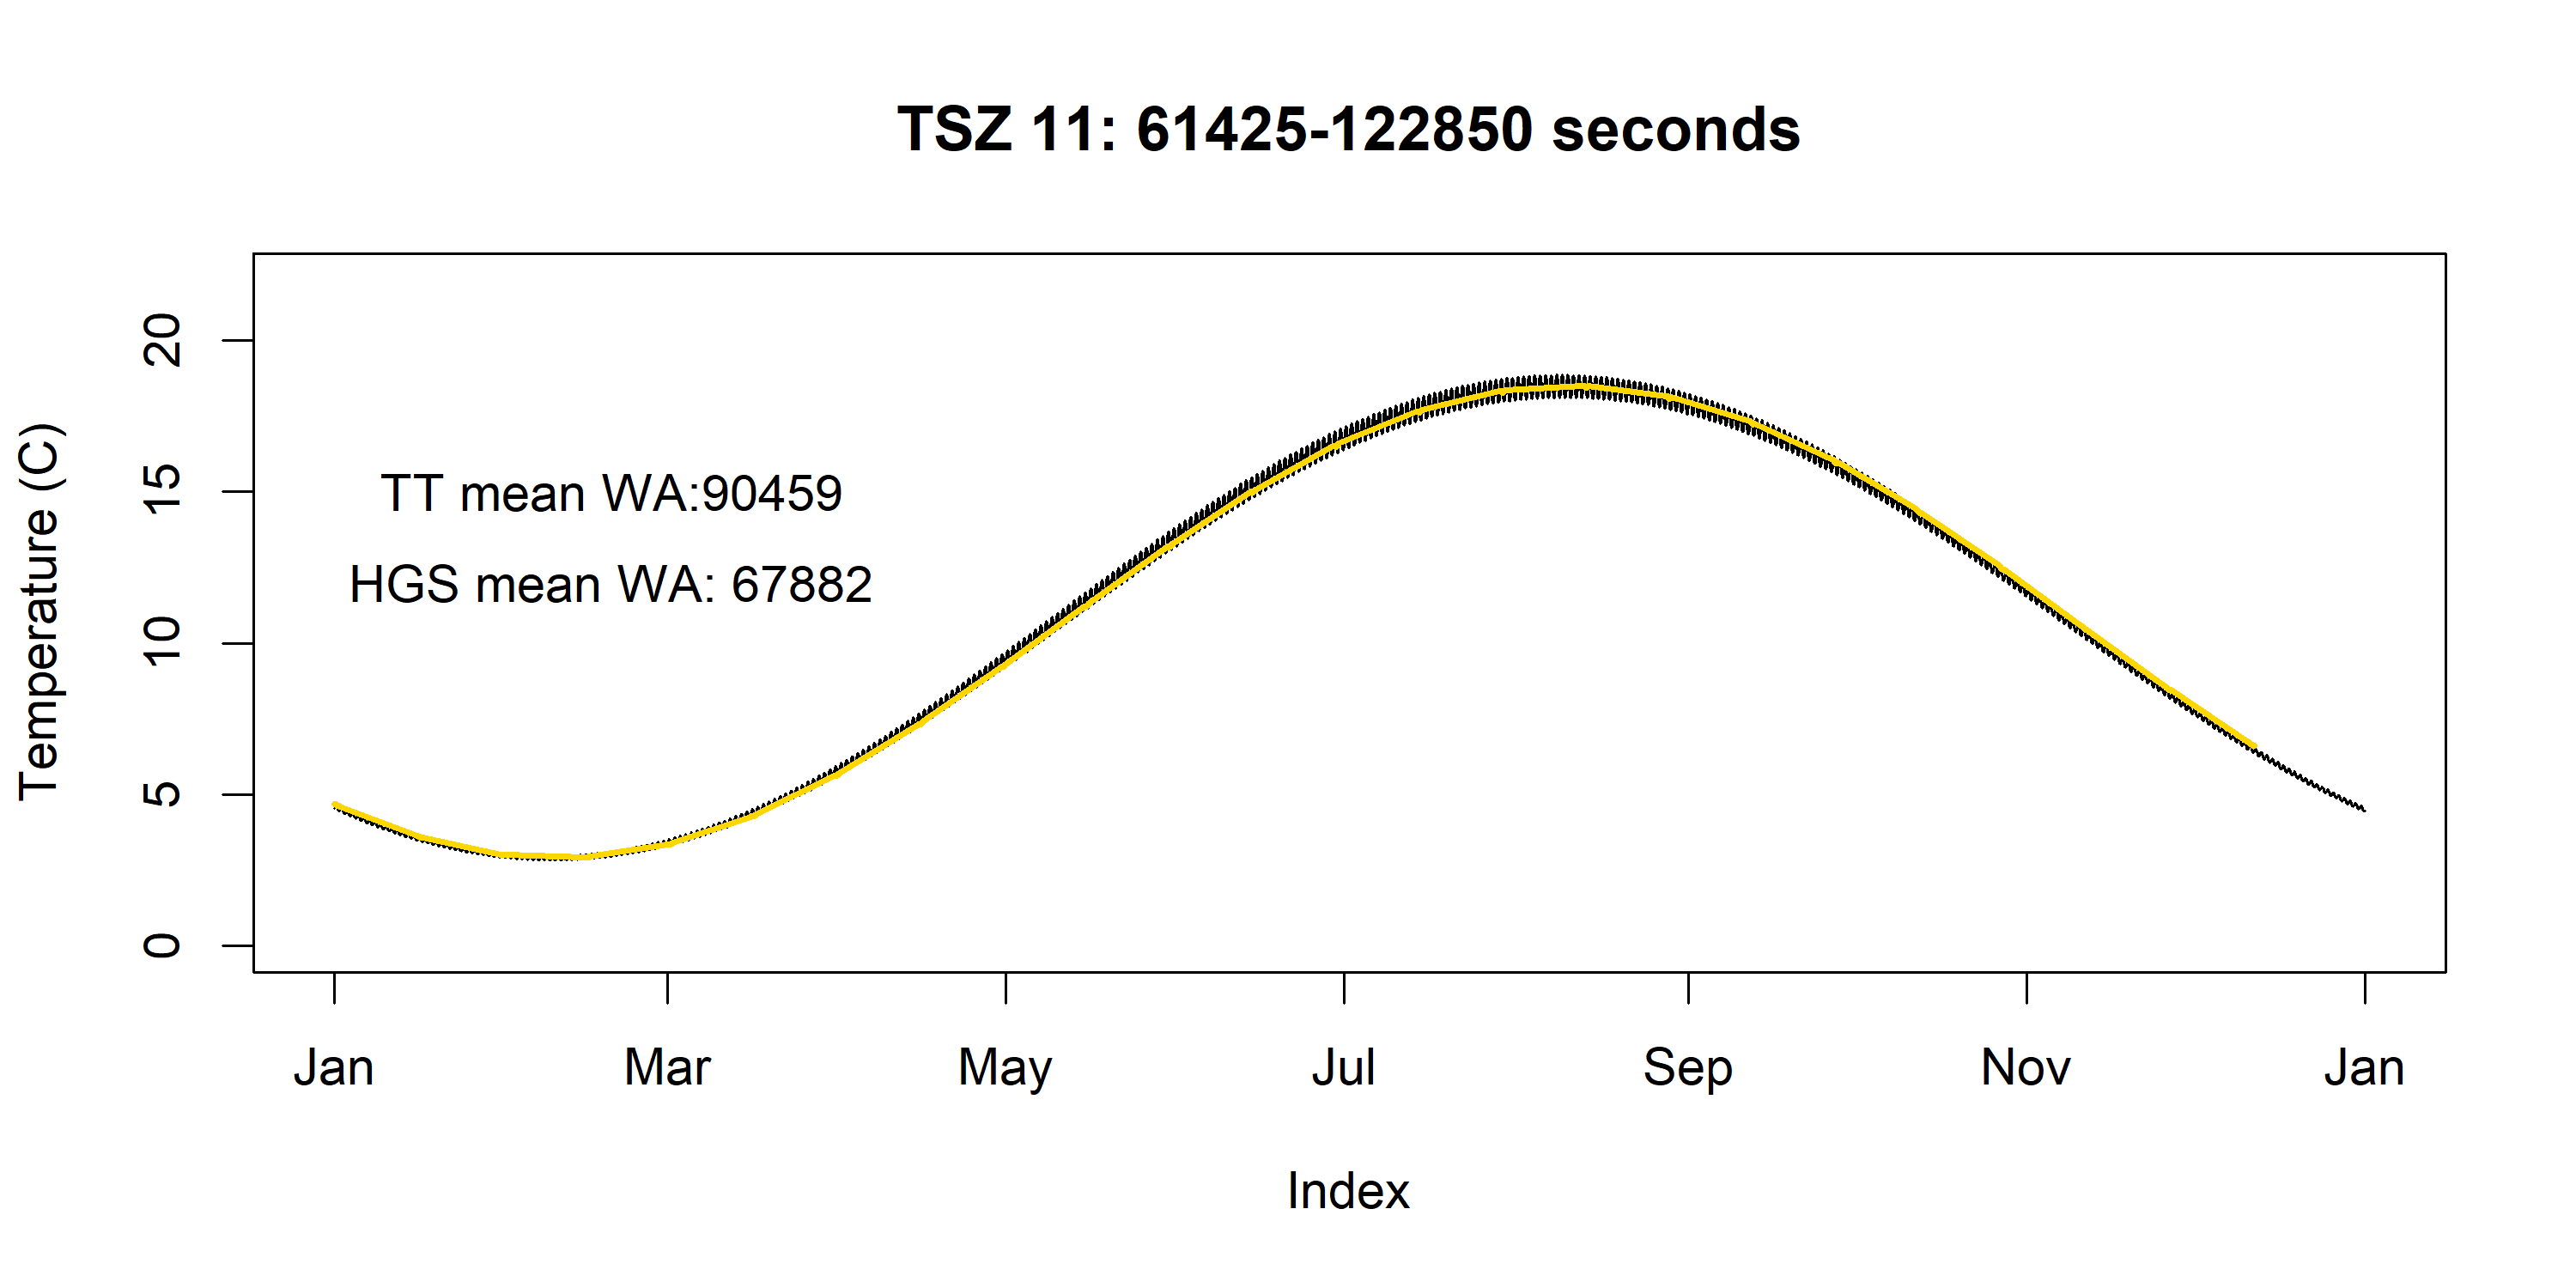 TSZ 11: 61425-122850 seconds
Temperature (C)
20
15
10
5
0
TT mean WA:90459
HGS mean WA: 67882
Jan Mar May Jul Sep Nov Jan
Index